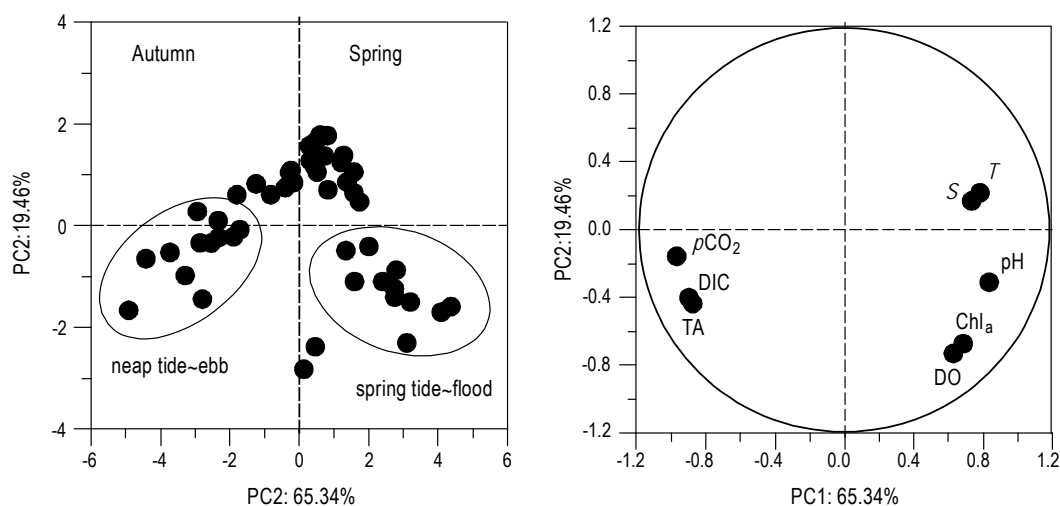 4
2
0
-2
-4
-6
-4
-2
0
2
4
6
Autumn
Spring
neap tide~ebb
spring tide~flood
PC2:19.46%
PC2: 65.34%
1.2
0.8
0.4
0.0
-0.4
-0.8
-1.2
-1.2
-0.8
-0.4
0.0
0.4
0.8
1.2
S
T
pCO₂
pH
DIC
TA
Chlₐ
DO
PC2:19.46%
PC1: 65.34%